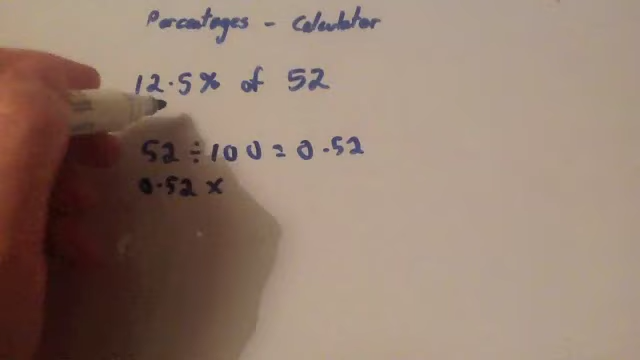 Percentages - Calculator
12.5% of 52
52 ÷ 100 = 0.52
0.52 x